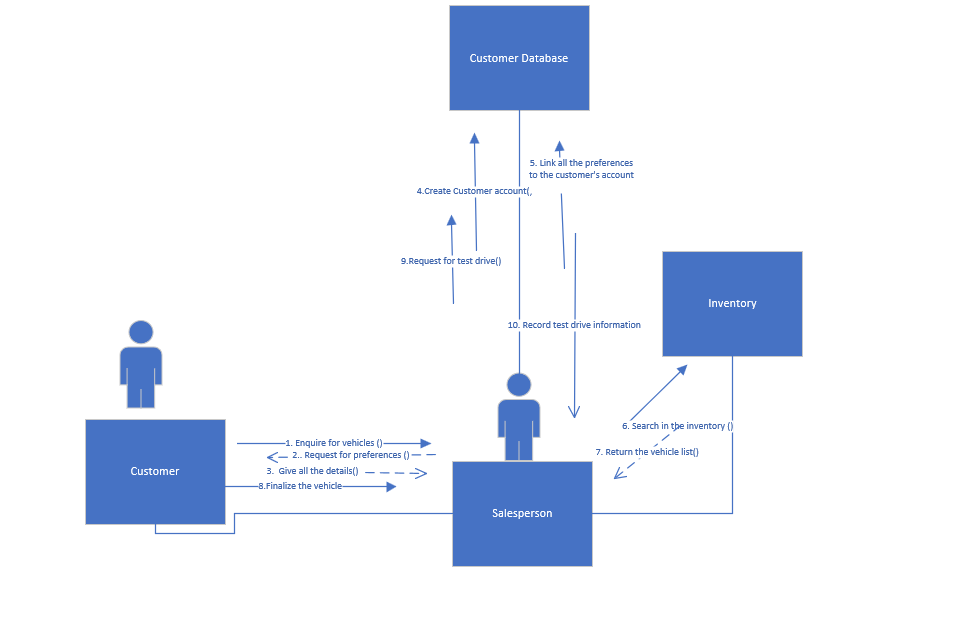 Customer Database
5. Link all the preferences
to the customer's account
4.Create Customer account(,
9.Request for test drive()
Inventory
10. Record test drive information
6. Search in the inventory ()
1. Enquire for vehicles ()
7. Return the vehicle list()
2.. Request for preferences ()
3. Give all the details()
Customer
8.Finalize the vehicle
Salesperson